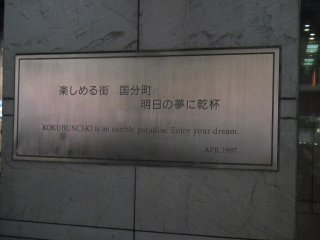 楽しめる街　国分町
明日の夢に乾杯
KOKUBUNCHO is an earthly paradise. Enjoy your dream.
APR.1997